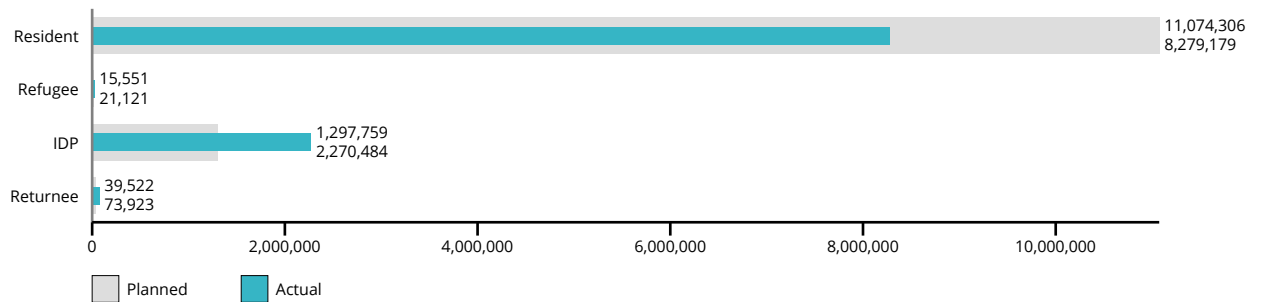 Resident
11,074,306
8,279,179
Refugee
15,551
21,121
IDP
1,297,759
2,270,484
Returnee
39,522
73,923
0 2,000,000 4,000,000 6,000,000 8,000,000 10,000,000
Planned Actual